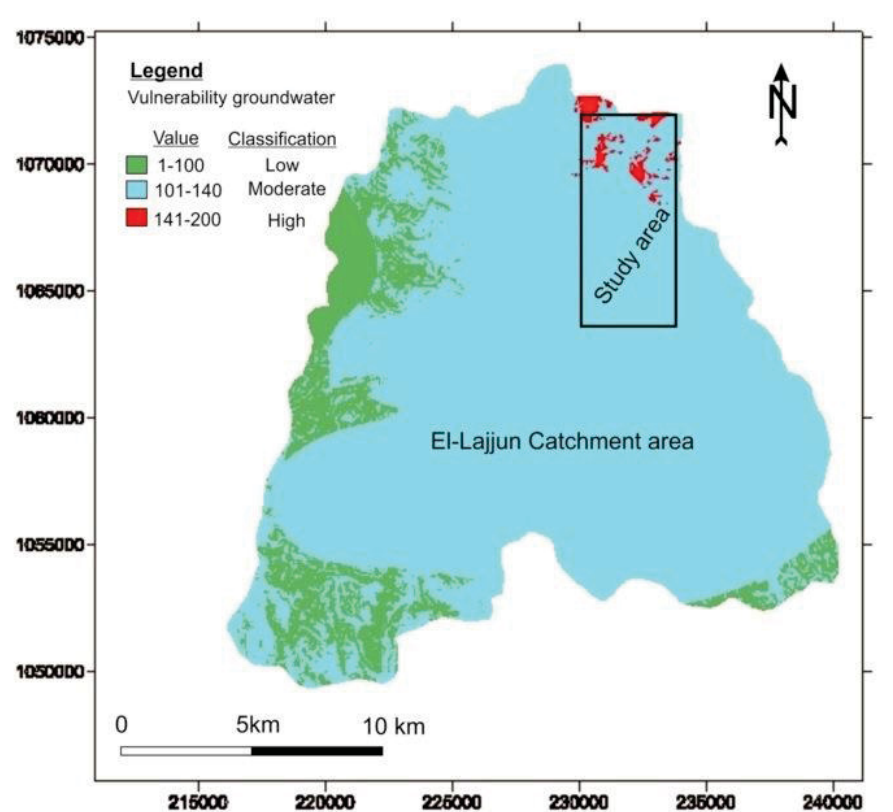 1075000
1070000
1065000
1060000
1055000
1050000
Legend
Vulnerability groundwater
Value Classification
1-100 Low
101-140 Moderate
141-200 High
N
Study area
El-Lajjun Catchment area
0 5km 10 km
215000 220000 225000 230000 235000 240000